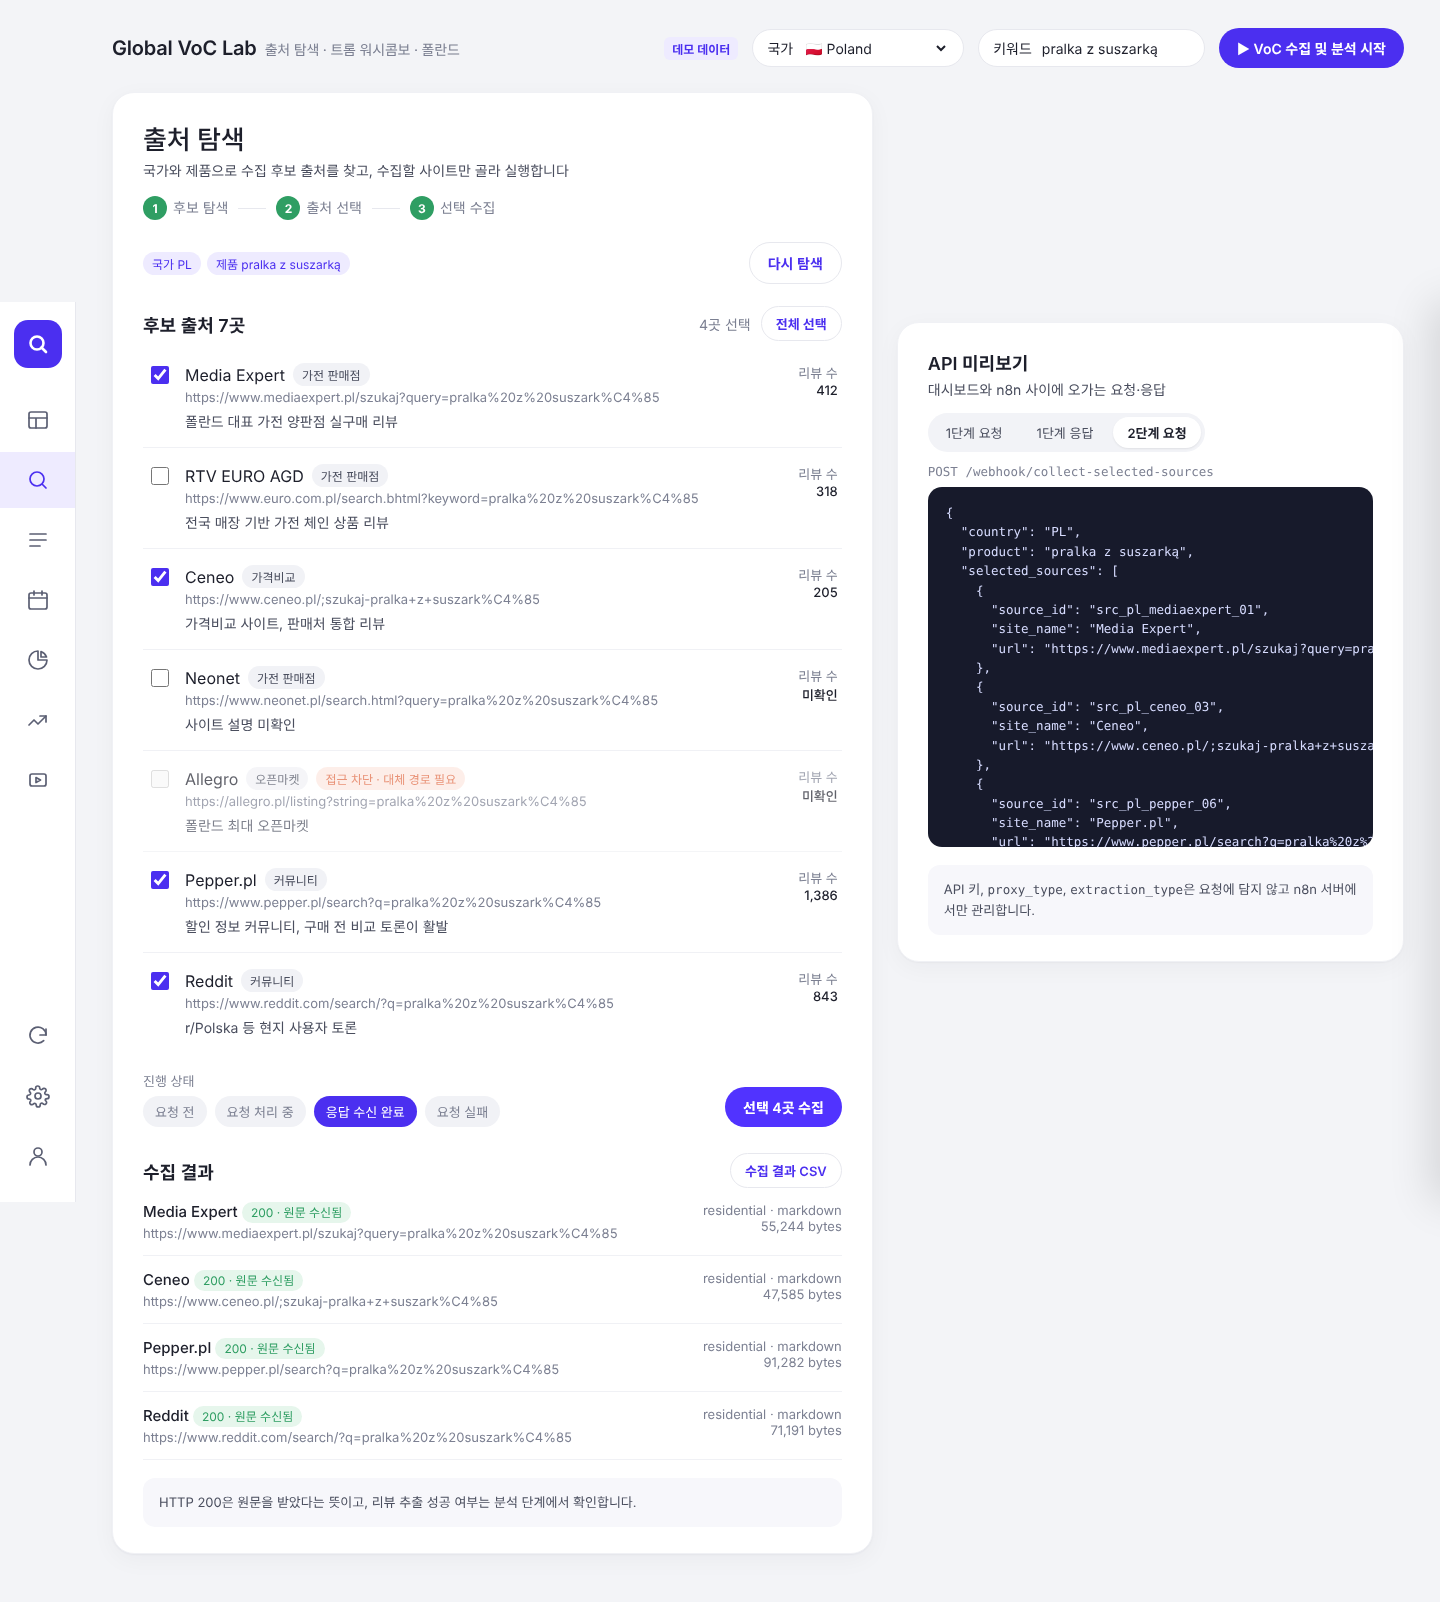 Global VoC Lab 출처 탐색 · 트롬 워시콤보 · 폴란드
데모 데이터
국가 🇵🇱 Poland
키워드 pralka z suszarką
▶ VoC 수집 및 분석 시작
출처 탐색
국가와 제품으로 수집 후보 출처를 찾고, 수집할 사이트만 골라 실행합니다
1 후보 탐색 2 출처 선택 3 선택 수집
국가 PL 제품 pralka z suszarką
다시 탐색
후보 출처 7곳
4곳 선택 전체 선택
Media Expert 가전 판매점
https://www.mediaexpert.pl/szukaj?query=pralka%20z%20suszark%C4%85
폴란드 대표 가전 양판점 실구매 리뷰
리뷰 수
412
RTV EURO AGD 가전 판매점
https://www.euro.com.pl/search.bhtml?keyword=pralka%20z%20suszark%C4%85
전국 매장 기반 가전 체인 상품 리뷰
리뷰 수
318
Ceneo 가격비교
https://www.ceneo.pl/;szukaj-pralka+z+suszark%C4%85
가격비교 사이트, 판매처 통합 리뷰
리뷰 수
205
Neonet 가전 판매점
https://www.neonet.pl/search.html?query=pralka%20z%20suszark%C4%85
사이트 설명 미확인
리뷰 수
미확인
Allegro 오픈마켓 접근 차단 · 대체 경로 필요
https://allegro.pl/listing?string=pralka%20z%20suszark%C4%85
폴란드 최대 오픈마켓
리뷰 수
미확인
Pepper.pl 커뮤니티
https://www.pepper.pl/search?q=pralka%20z%20suszark%C4%85
할인 정보 커뮤니티, 구매 전 비교 토론이 활발
리뷰 수
1,386
Reddit 커뮤니티
https://www.reddit.com/search/?q=pralka%20z%20suszark%C4%85
r/Polska 등 현지 사용자 토론
리뷰 수
843
진행 상태
요청 전 요청 처리 중 응답 수신 완료 요청 실패
선택 4곳 수집
수집 결과
수집 결과 CSV
Media Expert 200 · 원문 수신됨
https://www.mediaexpert.pl/szukaj?query=pralka%20z%20suszark%C4%85
residential · markdown
55,244 bytes
Ceneo 200 · 원문 수신됨
https://www.ceneo.pl/;szukaj-pralka+z+suszark%C4%85
residential · markdown
47,585 bytes
Pepper.pl 200 · 원문 수신됨
https://www.pepper.pl/search?q=pralka%20z%20suszark%C4%85
residential · markdown
91,282 bytes
Reddit 200 · 원문 수신됨
https://www.reddit.com/search/?q=pralka%20z%20suszark%C4%85
residential · markdown
71,191 bytes
HTTP 200은 원문을 받았다는 뜻이고, 리뷰 추출 성공 여부는 분석 단계에서 확인합니다.
API 미리보기
대시보드와 n8n 사이에 오가는 요청·응답
1단계 요청 1단계 응답 2단계 요청
POST /webhook/collect-selected-sources
{
"country": "PL",
"product": "pralka z suszarką",
"selected_sources": [
{
"source_id": "src_pl_mediaexpert_01",
"site_name": "Media Expert",
"url": "https://www.mediaexpert.pl/szukaj?query=pra
},
{
"source_id": "src_pl_ceneo_03",
"site_name": "Ceneo",
"url": "https://www.ceneo.pl/;szukaj-pralka+z+susza
},
{
"source_id": "src_pl_pepper_06",
"site_name": "Pepper.pl",
"url": "https://www.pepper.pl/search?q=pralka%20z%2
API 키, proxy_type, extraction_type은 요청에 담지 않고 n8n 서버에
서만 관리합니다.